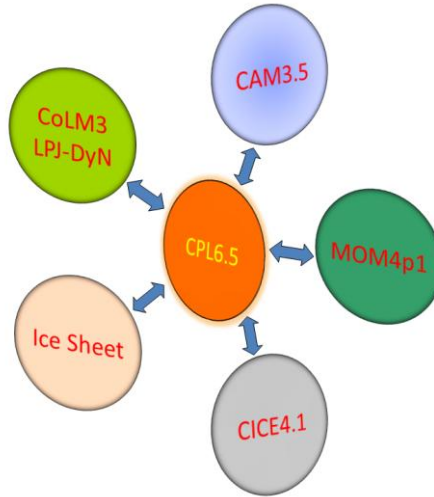 CAM3.5
CoLM3
LPJ-DyN
CPL6.5
MOM4p1
Ice Sheet
CICE4.1